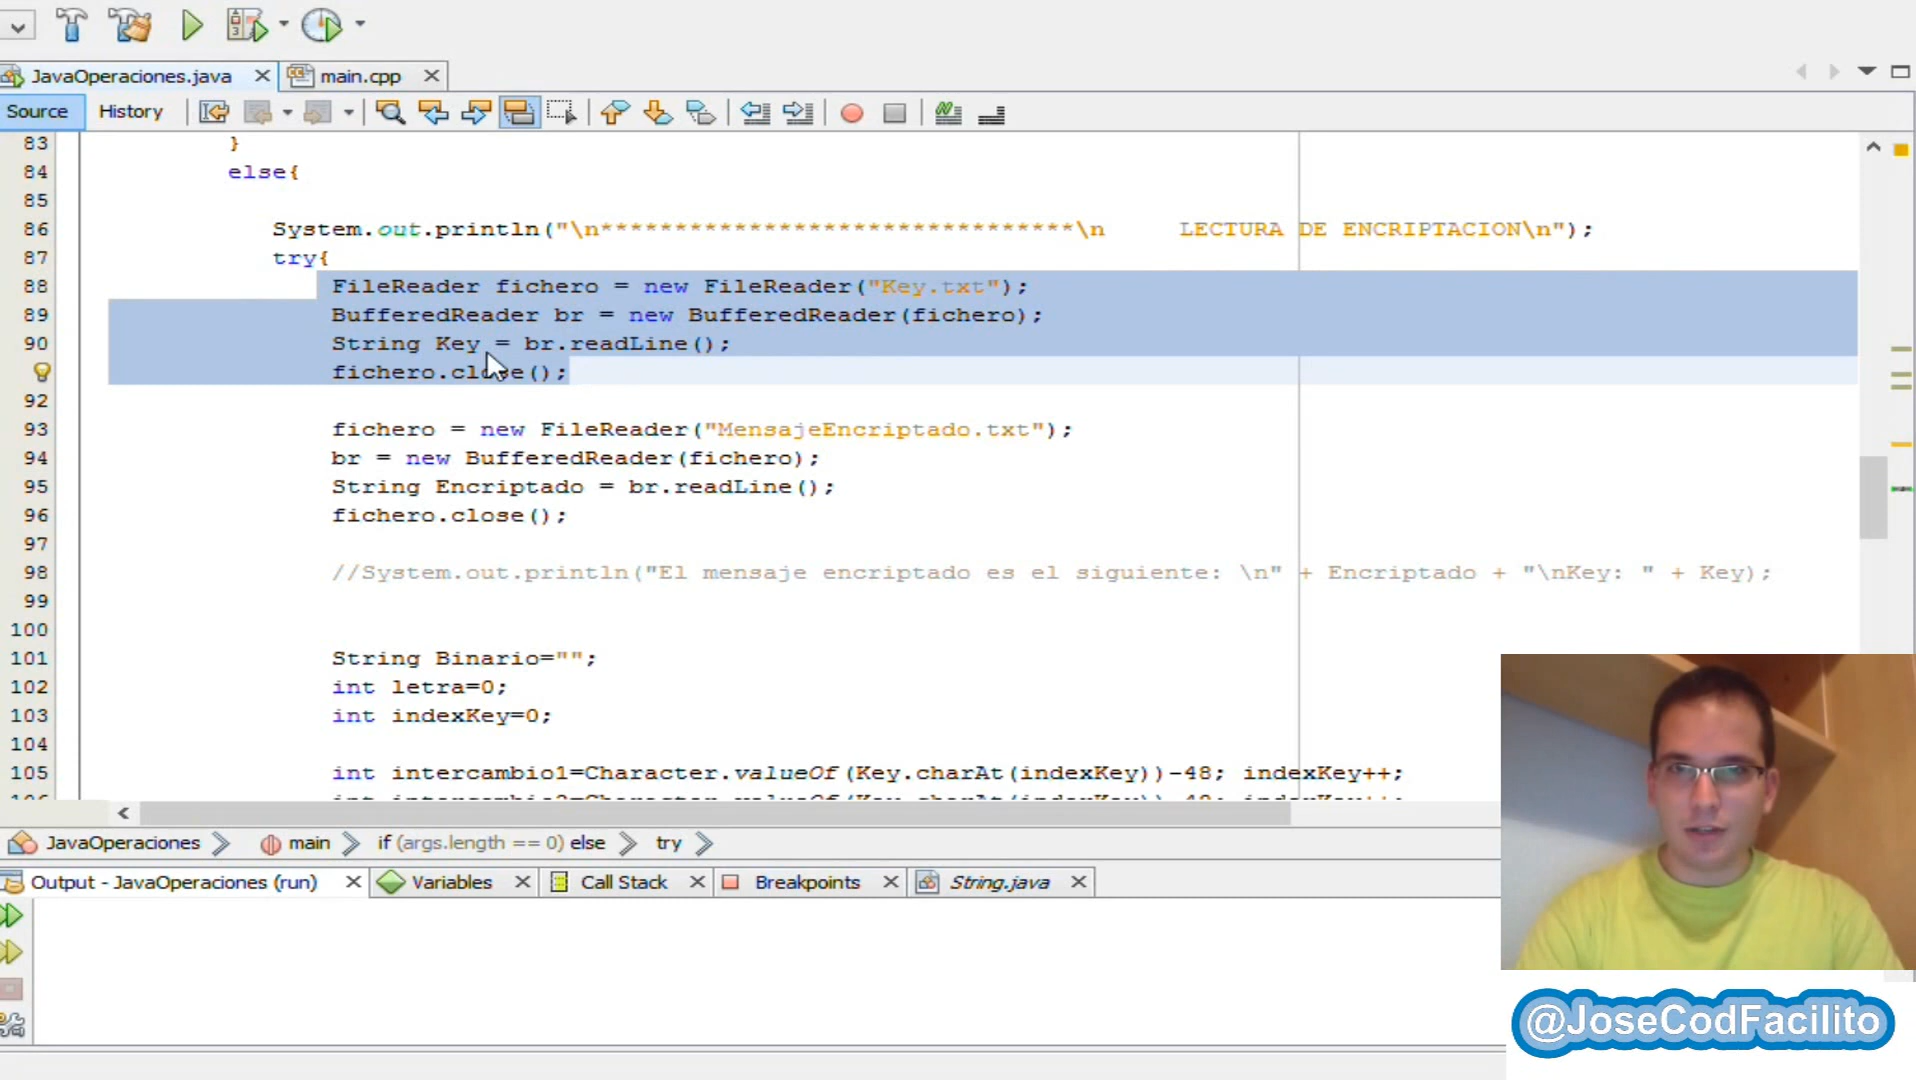 JavaOperaciones.java
main.cpp
Source
History
83 }
84 else{
85
86 System.out.println("\n********************************\n     LECTURA DE ENCRIPTACION\n");
87 try{
88 FileReader fichero = new FileReader("Key.txt");
89 BufferedReader br = new BufferedReader(fichero);
90 String Key = br.readLine();
fichero.close();
92
93 fichero = new FileReader("MensajeEncriptado.txt");
94 br = new BufferedReader(fichero);
95 String Encriptado = br.readLine();
96 fichero.close();
97
98 //System.out.println("El mensaje encriptado es el siguiente: \n" + Encriptado + "\nKey: " + Key);
99
100
101 String Binario="";
102 int letra=0;
103 int indexKey=0;
104
105 int intercambio1=Character.valueOf(Key.charAt(indexKey))-48; indexKey++;
JavaOperaciones
main
if (args.length == 0) else
try
Output - JavaOperaciones (run)
Variables
Call Stack
Breakpoints
String.java
@JoseCodFacilito